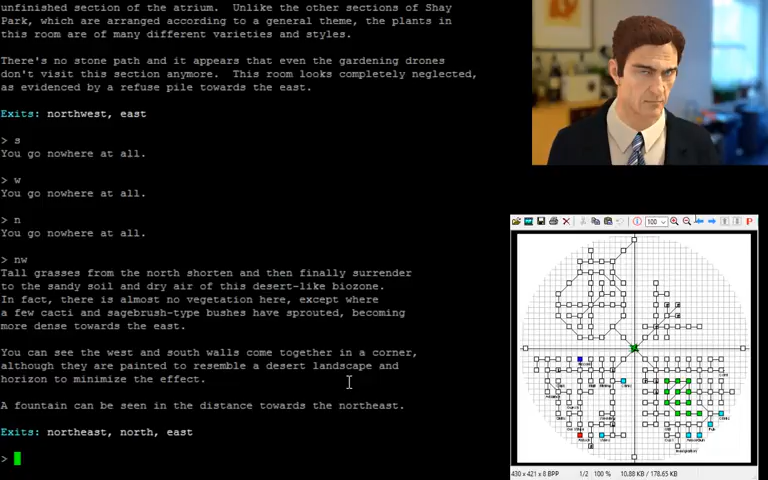 unfinished section of the atrium.  Unlike the other sections of Shay
Park, which are arranged according to a general theme, the plants in
this room are of many different varieties and styles.
There's no stone path and it appears that even the gardening drones
don't visit this section anymore.  This room looks completely neglected,
as evidenced by a refuse pile towards the east.
Exits: northwest, east
> s
You go nowhere at all.
> w
You go nowhere at all.
> n
You go nowhere at all.
> nw
Tall grasses from the north shorten and then finally surrender
to the sandy soil and dry air of this desert-like biozone.
In fact, there is almost no vegetation here, except where
a few cacti and sagebrush-type bushes have sprouted, becoming
more dense towards the east.
You can see the west and south walls come together in a corner,
although they are painted to resemble a desert landscape and
horizon to minimize the effect.
A fountain can be seen in the distance towards the northeast.
Exits: northeast, north, east
>
100
430 x 421 x 8 BPP 1/2 100 % 10.88 KB / 178.65 KB